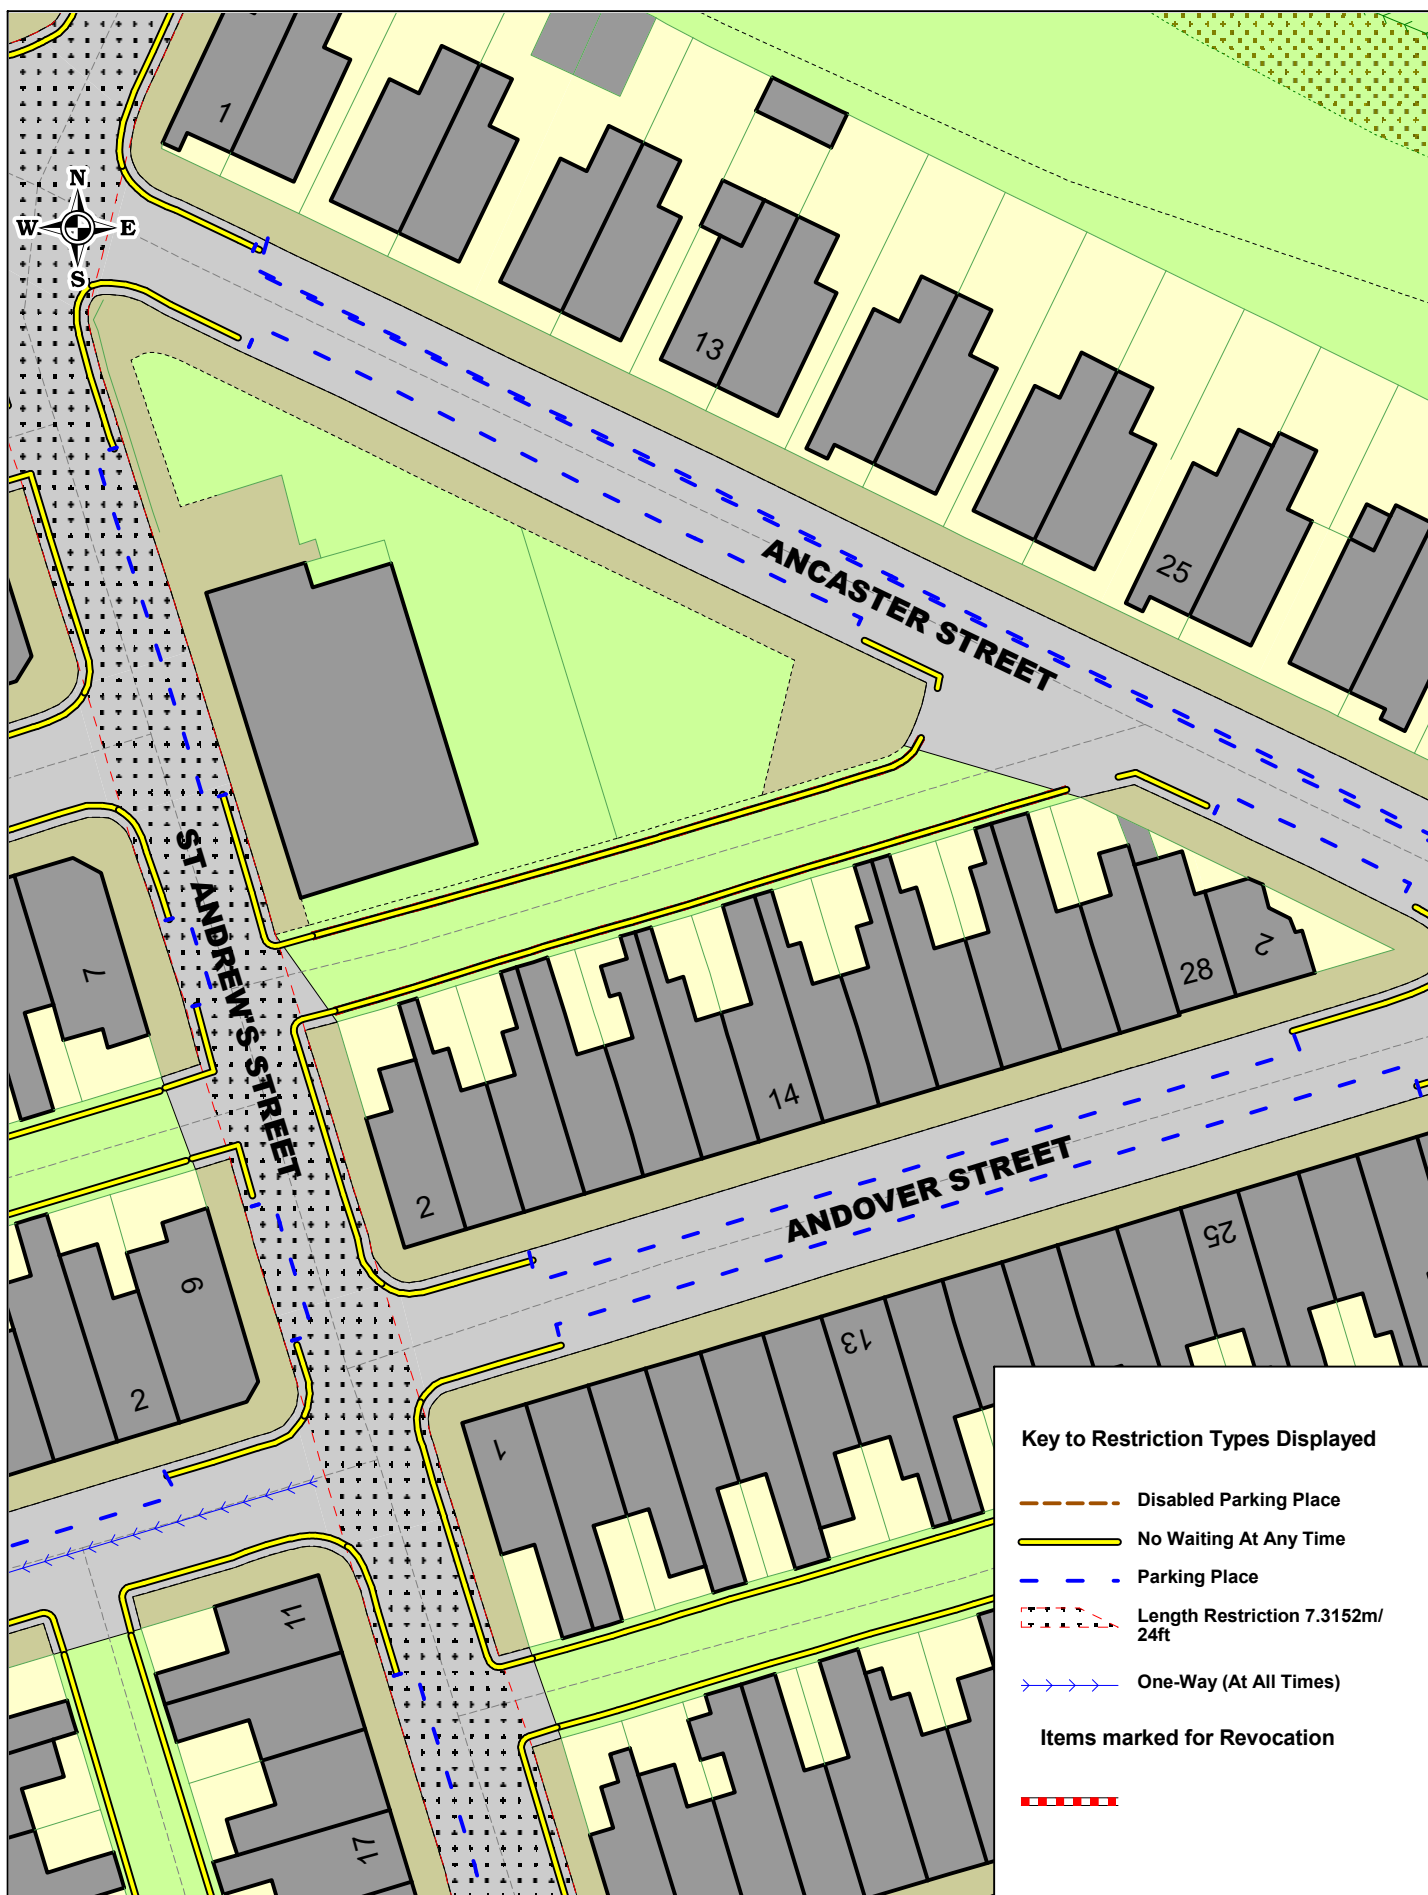 1
N
W E
S
13
25
ANCASTER STREET
ST ANDREW'S STREET
7
28
2
14
2
ANDOVER STREET
25
9
13
2
1
11
17
Key to Restriction Types Displayed
Disabled Parking Place
No Waiting At Any Time
Parking Place
Length Restriction 7.3152m/
24ft
One-Way (At All Times)
Items marked for Revocation